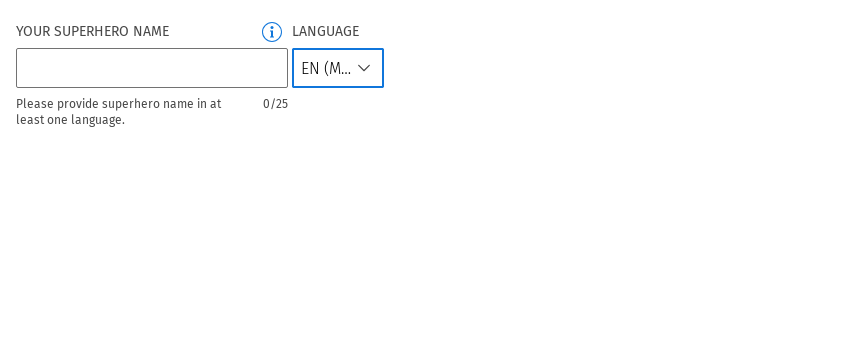 YOUR SUPERHERO NAME
LANGUAGE
EN (M...
Please provide superhero name in at
least one language.
0/25